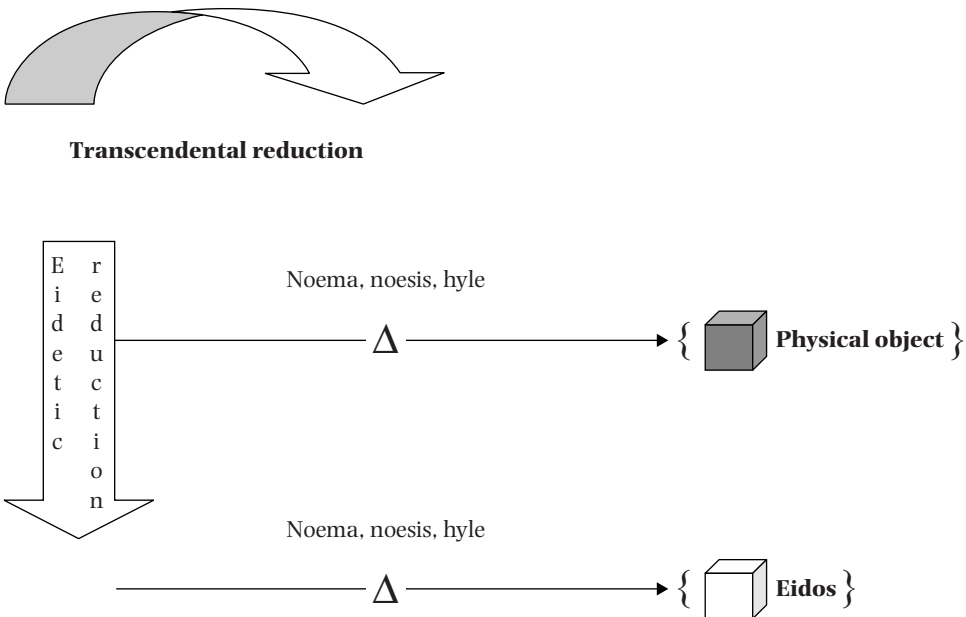 Transcendental reduction
Eidetic
reduction
Noema, noesis, hyle
Δ
{ Physical object }
Noema, noesis, hyle
Δ
{ Eidos }